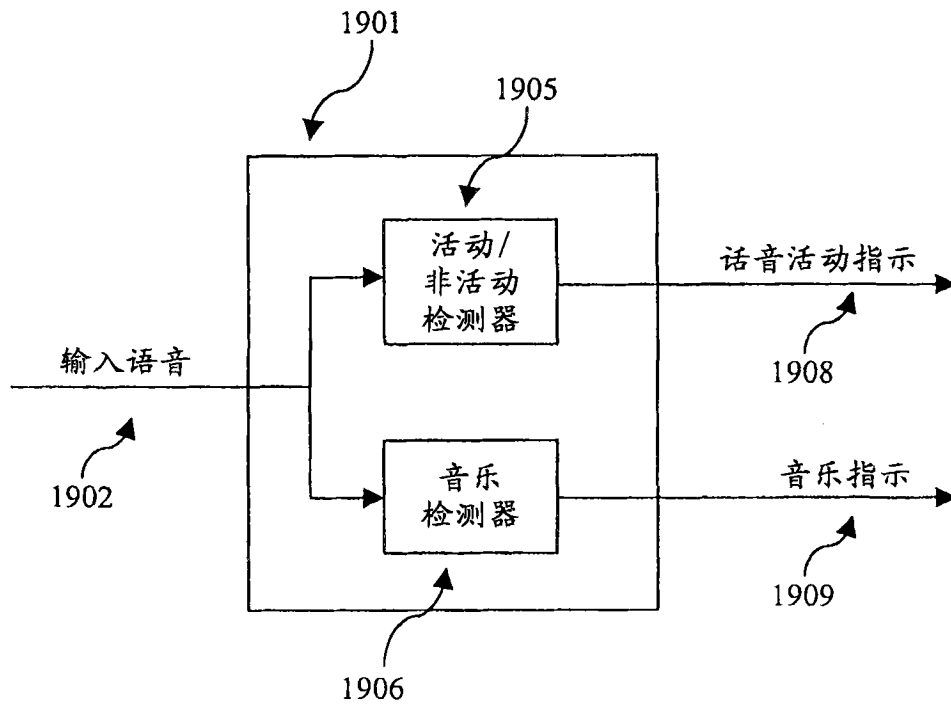 1901
1905
活动/
非活动
检测器
话音活动指示
1908
输入语音
1902
音乐
检测器
音乐指示
1909
1906